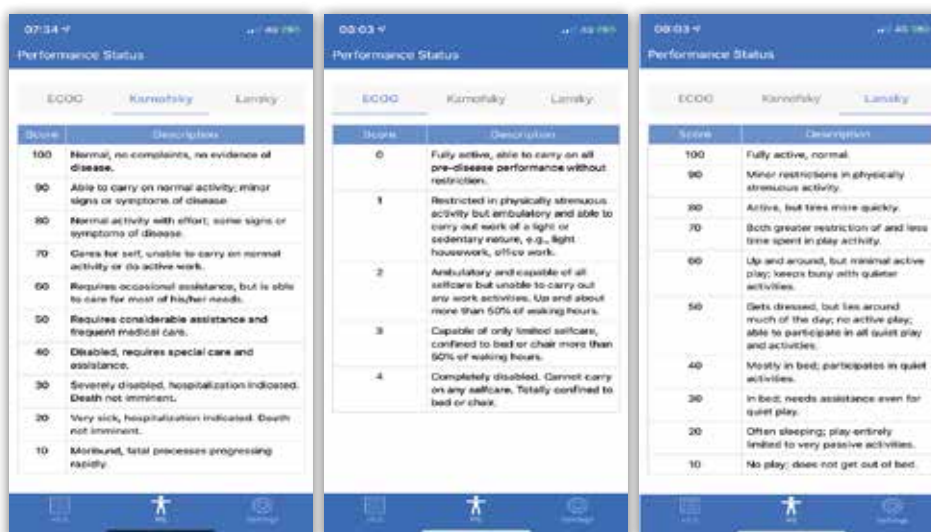 07:34
4G
Performance Status
ECOG Karnofsky Lansky
Score Description
100 Normal, no complaints, no evidence of
disease.
90 Able to carry on normal activity; minor
signs or symptoms of disease
80 Normal activity with effort; some signs or
symptoms of disease.
70 Cares for self, unable to carry on normal
activity or do active work.
60 Requires occasional assistance, but is able
to care for most of his/her needs.
50 Requires considerable assistance and
frequent medical care.
40 Disabled, requires special care and
assistance.
30 Severely disabled, hospitalization indicated.
Death not imminent.
20 Very sick, hospitalization indicated. Death
not imminent.
10 Moribund, fatal processes progressing
rapidly.
Settings
08:03
4G
Performance Status
ECOG Karnofsky Lansky
Score Description
0 Fully active, able to carry on all
pre-disease performance without
restriction.
1 Restricted in physically strenuous
activity but ambulatory and able to
carry out work of a light or
sedentary nature, e.g., light
housework, office work.
2 Ambulatory and capable of all
selfcare but unable to carry out
any work activities. Up and about
more than 50% of waking hours.
3 Capable of only limited selfcare,
confined to bed or chair more than
50% of waking hours.
4 Completely disabled. Cannot carry
on any selfcare. Totally confined to
bed or chair.
Settings
08:03
4G
Performance Status
ECOG Karnofsky Lansky
Score Description
100 Fully active, normal.
90 Minor restrictions in physically
strenuous activity.
80 Active, but tires more quickly.
70 Both greater restriction of and less
time spent in play activity.
60 Up and around, but minimal active
play; keeps busy with quieter
activities.
50 Gets dressed, but lies around
much of the day; no active play;
able to participate in all quiet play
and activities.
40 Mostly in bed; participates in quiet
activities.
30 In bed; needs assistance even for
quiet play.
20 Often sleeping; play entirely
limited to very passive activities.
10 No play; does not get out of bed.
Settings